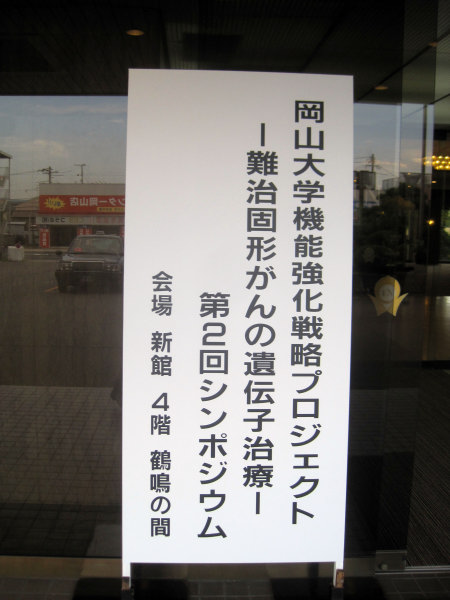 岡山大学機能強化戦略プロジェクト
ー難治固形がんの遺伝子治療ー
第2回シンポジウム
会場 新館 4階 鶴鳴の間